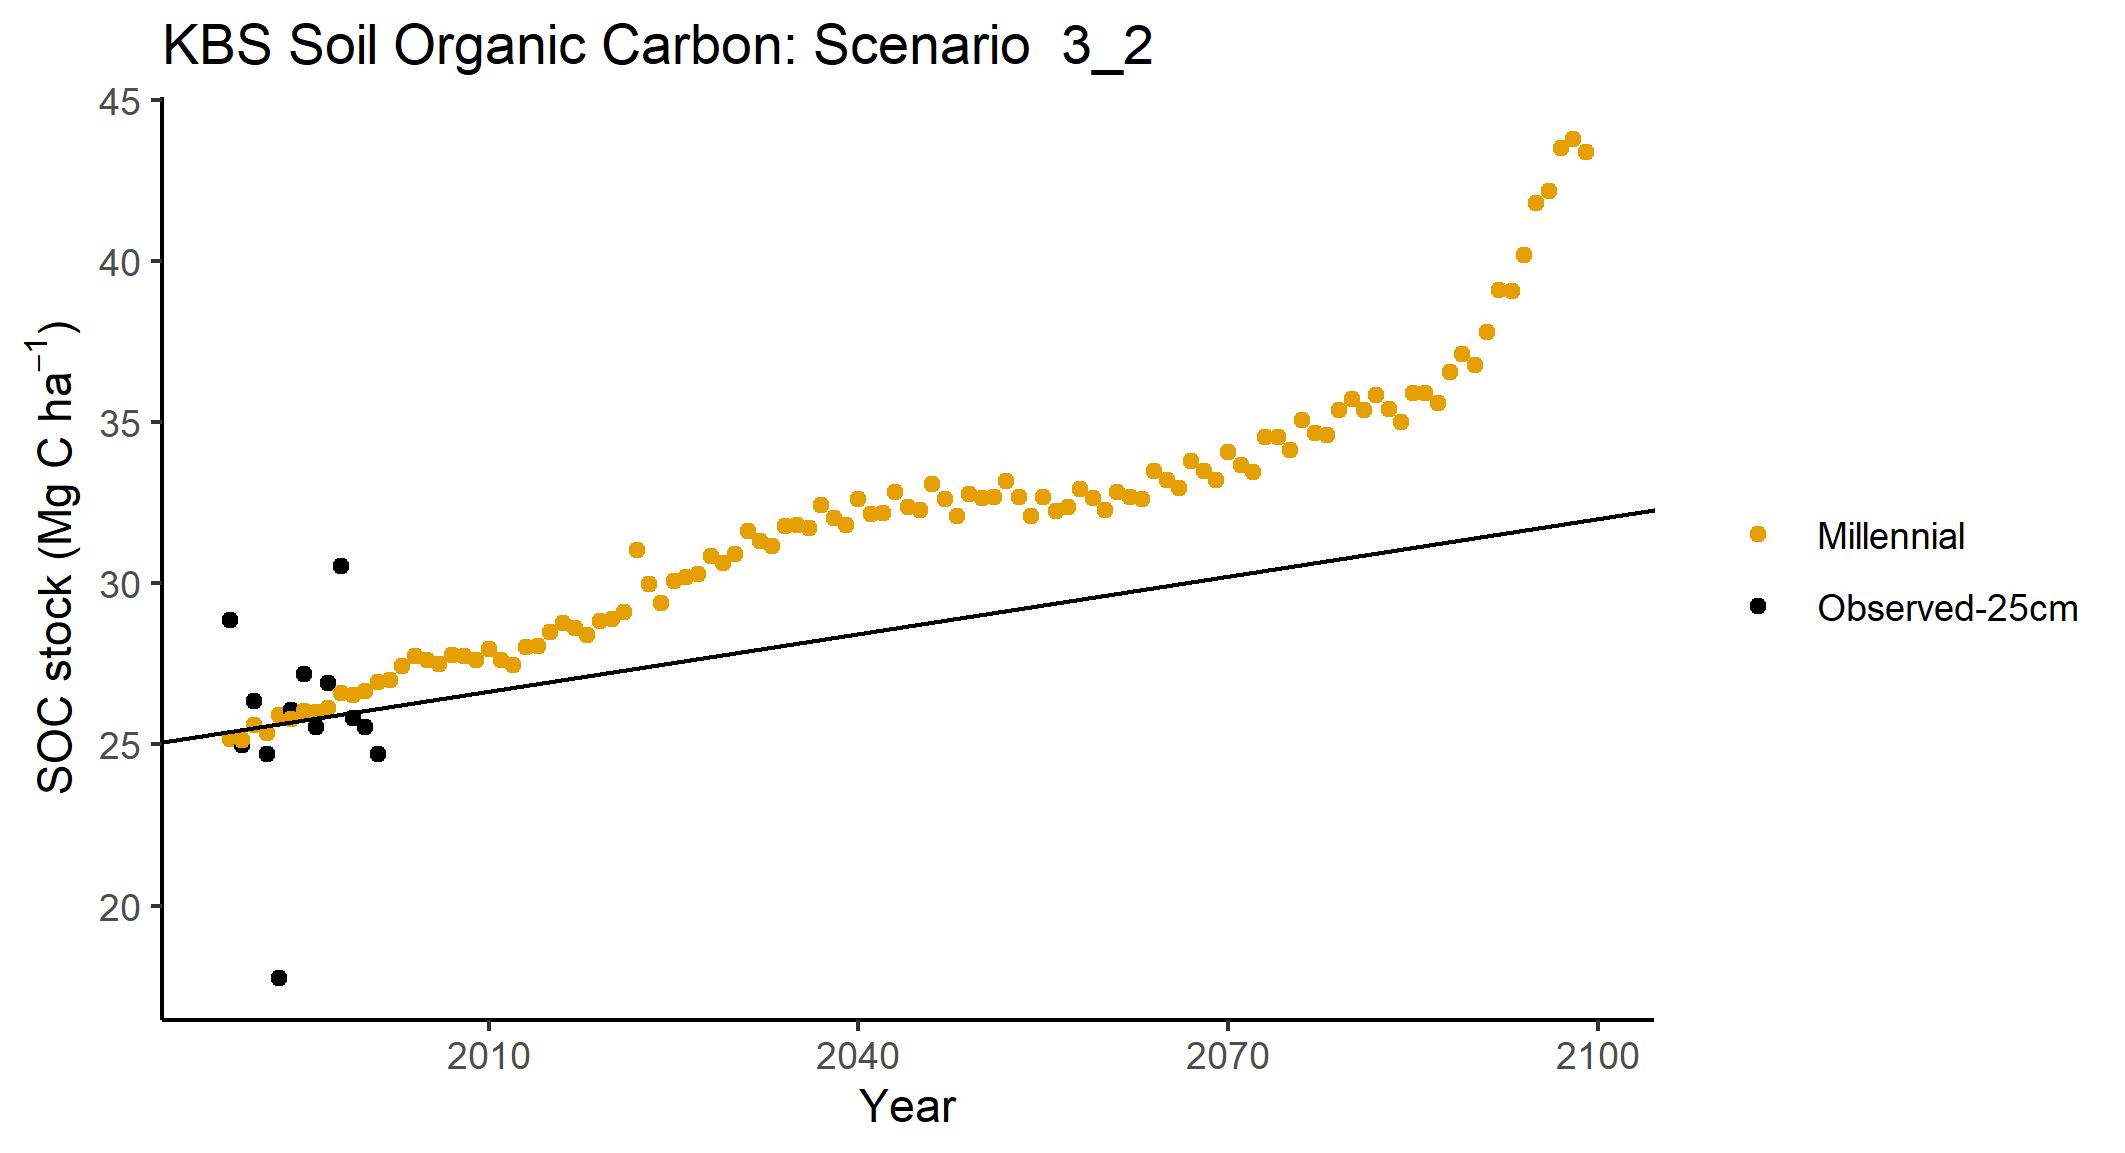 KBS Soil Organic Carbon: Scenario  3_2
45
40
35
30
25
20
SOC stock (Mg C ha⁻¹)
2010 2040 2070 2100
Year
Millennial
Observed-25cm